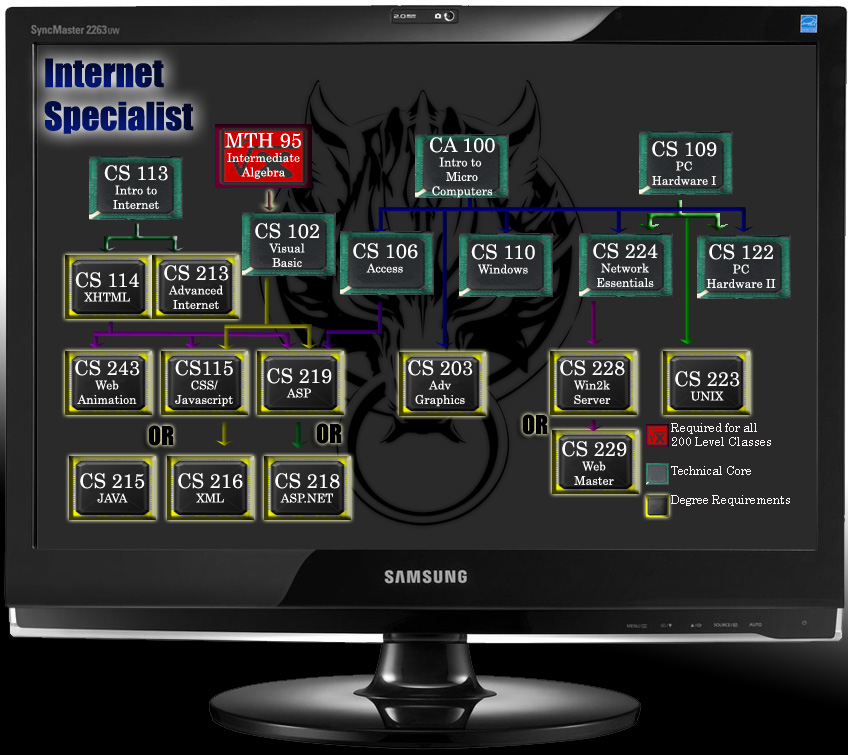 SyncMaster 2263UW
2.0
Internet
Specialist
MTH 95
Intermediate
Algebra
CA 100
Intro to
Micro
Computers
CS 109
PC
Hardware I
CS 113
Intro to
Internet
CS 102
Visual
Basic
CS 106
Access
CS 110
Windows
CS 224
Network
Essentials
CS 122
PC
Hardware II
CS 114
XHTML
CS 213
Advanced
Internet
CS 243
Web
Animation
CS115
CSS/
Javascript
CS 219
ASP
CS 203
Adv
Graphics
CS 228
Win2k
Server
CS 223
UNIX
OR
OR
OR
CS 229
Web
Master
CS 215
JAVA
CS 216
XML
CS 218
ASP.NET
Required for all
200 Level Classes
Technical Core
Degree Requirements
SAMSUNG
MENU
SOURCE
AUTO